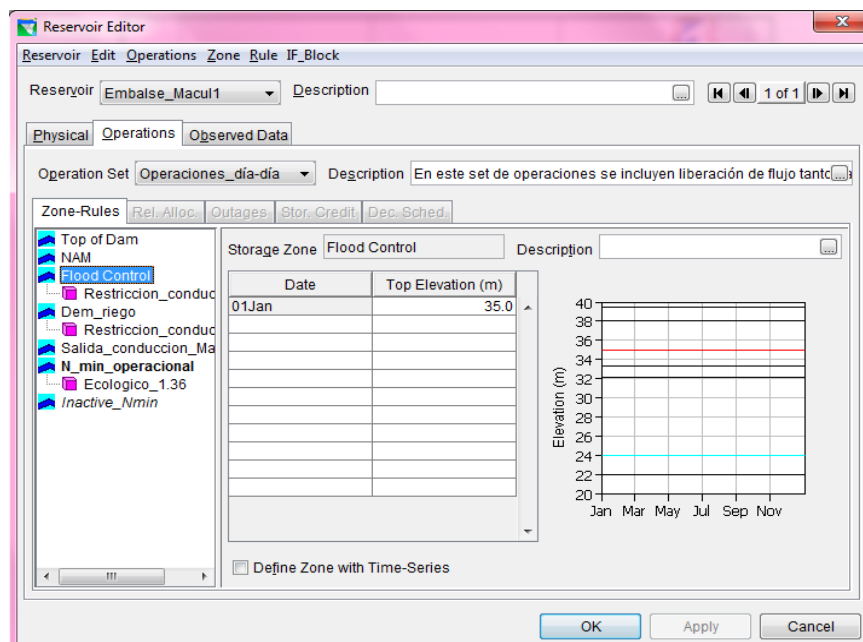 Reservoir Editor
Reservoir Edit Operations Zone Rule IF_Block
Reservoir Embalse_Macul1 Description ... 1 of 1
Physical Operations Observed Data
Operation Set Operaciones_día-día Description En este set de operaciones se incluyen liberación de flujo tanto ...
Zone-Rules Rel. Alloc. Outages Stor. Credit Dec. Sched.
Top of Dam
NAM
Flood Control
Restriccion_conduc
Dem_riego
Restriccion_conduc
Salida_conduccion_Ma
N_min_operacional
Ecologico_1.36
Inactive_Nmin
Storage Zone Flood Control Description ...
Date Top Elevation (m)
01Jan 35.0
Elevation (m)
40
38
36
34
32
30
28
26
24
22
20
Jan Mar May Jul Sep Nov
Define Zone with Time-Series
OK Apply Cancel